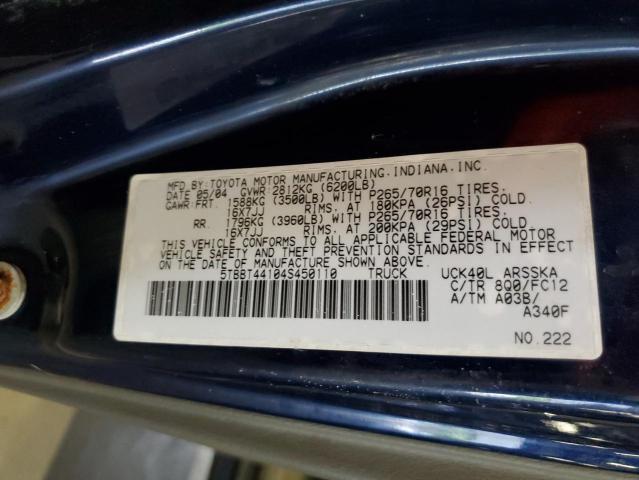 MFD.BY:TOYOTA MOTOR MANUFACTURING.INDIANA.INC.
DATE 05/04 GVWR:2812KG (6200LB)
GAWR:FRT. 1588KG (3500LB) WITH P265/70R16 TIRES.
16X7JJ RIMS. AT 180KPA (26PSI) COLD.
RR. 1796KG (3960LB) WITH P265/70R16 TIRES.
16X7JJ RIMS. AT 200KPA (29PSI) COLD.
THIS VEHICLE CONFORMS TO ALL APPLICABLE FEDERAL MOTOR
VEHICLE SAFETY AND THEFT PREVENTION STANDARDS IN EFFECT
ON THE DATE OF MANUFACTURE SHOWN ABOVE.
5TBBT44104S450110 TRUCK UCK40L ARSSKA
C/TR 8Q0/FC12
A/TM A03B/
A340F
NO.222